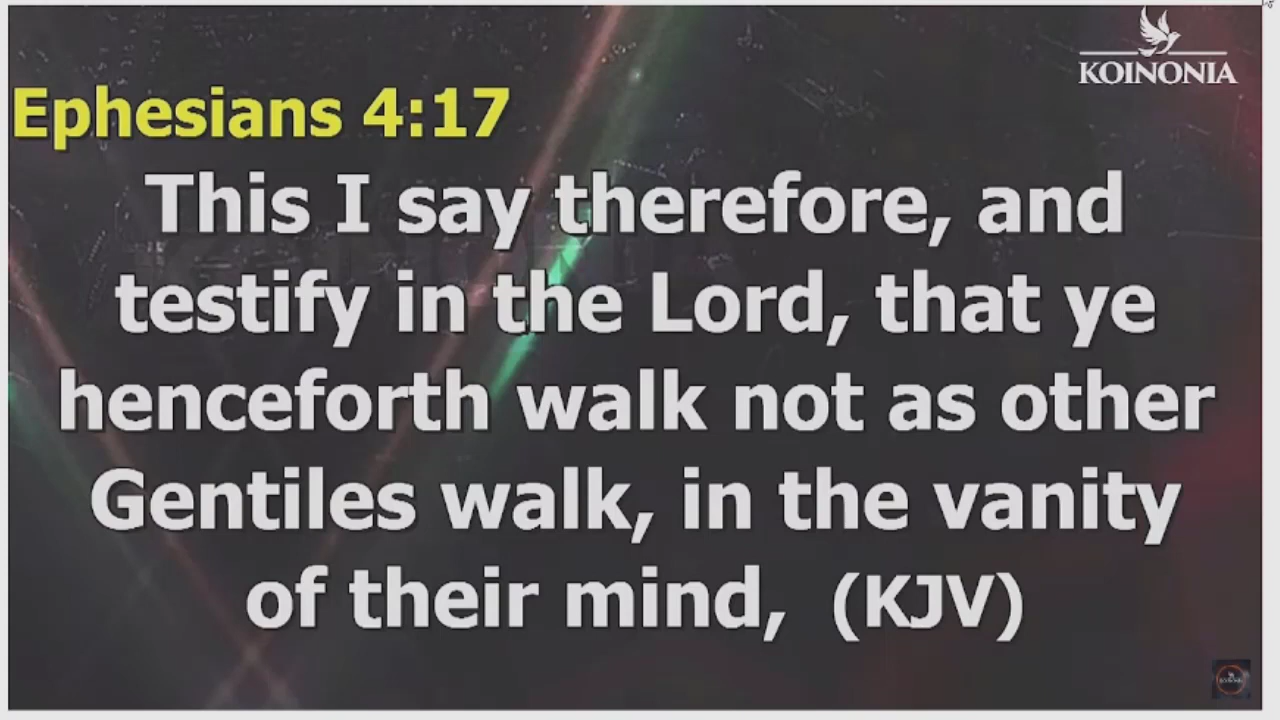 KOINONIA
Ephesians 4:17
This I say therefore, and
testify in the Lord, that ye
henceforth walk not as other
Gentiles walk, in the vanity
of their mind, (KJV)